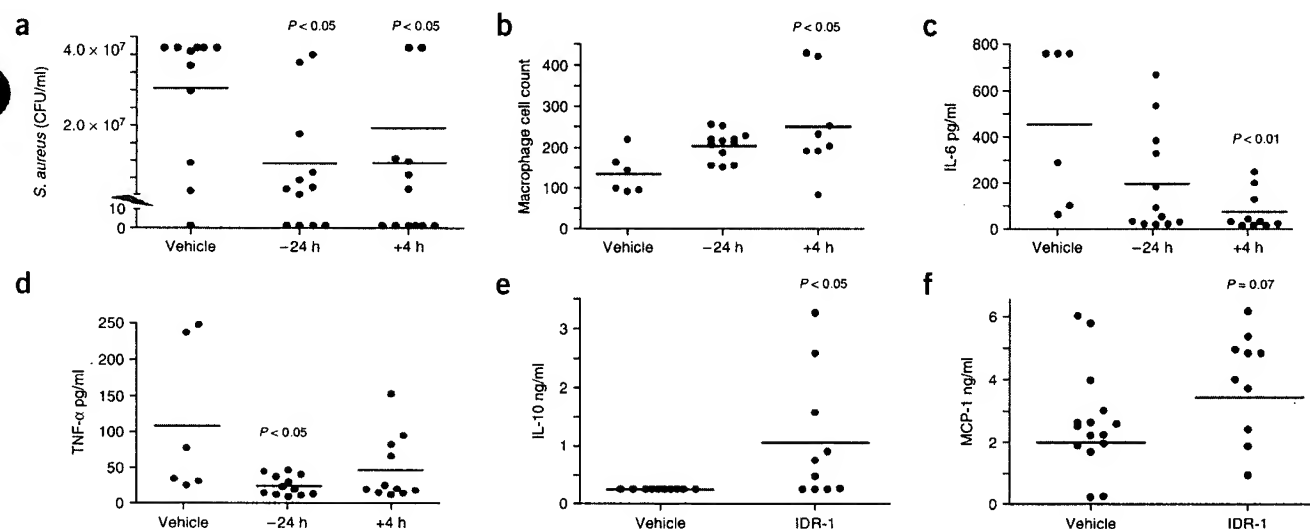 a
P < 0.05
P < 0.05
S. aureus (CFU/ml)
4.0 × 10⁷
2.0 × 10⁷
10
0
Vehicle
−24 h
+4 h
b
P < 0.05
Macrophage cell count
400
300
200
100
0
Vehicle
−24 h
+4 h
c
P < 0.01
IL-6 pg/ml
800
600
400
200
0
Vehicle
−24 h
+4 h
d
P < 0.05
TNF-α pg/ml
250
200
150
100
50
0
Vehicle
−24 h
+4 h
e
P < 0.05
IL-10 ng/ml
3
2
1
0
Vehicle
IDR-1
f
P = 0.07
MCP-1 ng/ml
6
4
2
0
Vehicle
IDR-1